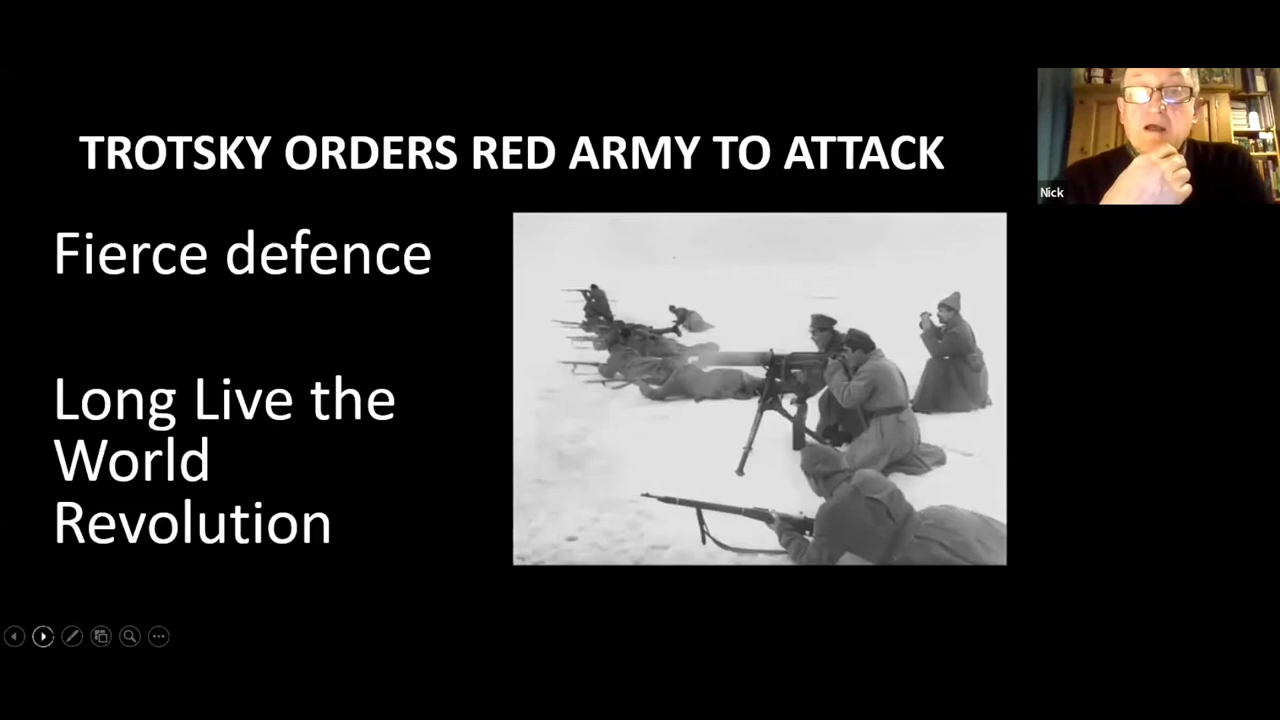 TROTSKY ORDERS RED ARMY TO ATTACK
Nick
Fierce defence
Long Live the
World
Revolution